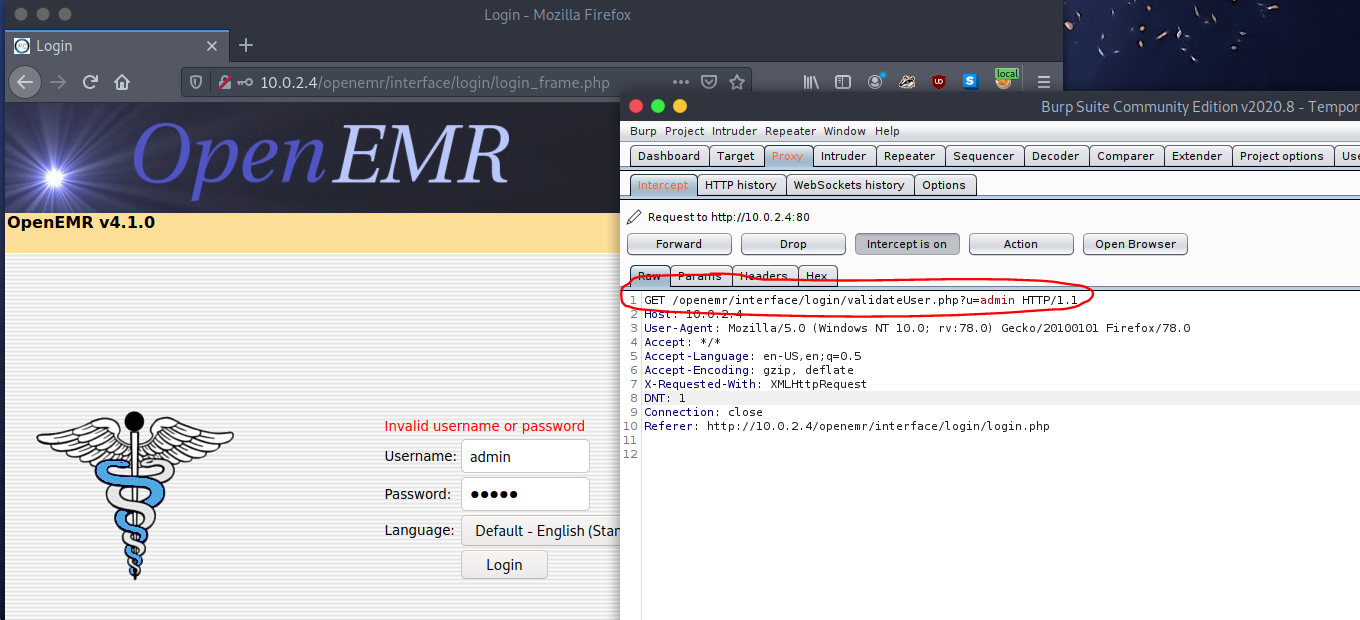 Login - Mozilla Firefox
Login
10.0.2.4/openemr/interface/login/login_frame.php
local
OpenEMR
OpenEMR v4.1.0
Invalid username or password
Username: admin
Password: •••••
Language: Default - English (Stan
Login
Burp Suite Community Edition v2020.8 - Tempor
Burp Project Intruder Repeater Window Help
Dashboard Target Proxy Intruder Repeater Sequencer Decoder Comparer Extender Project options Use
Intercept HTTP history WebSockets history Options
Request to http://10.0.2.4:80
Forward Drop Intercept is on Action Open Browser
Raw Params Headers Hex
1 GET /openemr/interface/login/validateUser.php?u=admin HTTP/1.1
2 Host: 10.0.2.4
3 User-Agent: Mozilla/5.0 (Windows NT 10.0; rv:78.0) Gecko/20100101 Firefox/78.0
4 Accept: */*
5 Accept-Language: en-US,en;q=0.5
6 Accept-Encoding: gzip, deflate
7 X-Requested-With: XMLHttpRequest
8 DNT: 1
9 Connection: close
10 Referer: http://10.0.2.4/openemr/interface/login/login.php
11
12